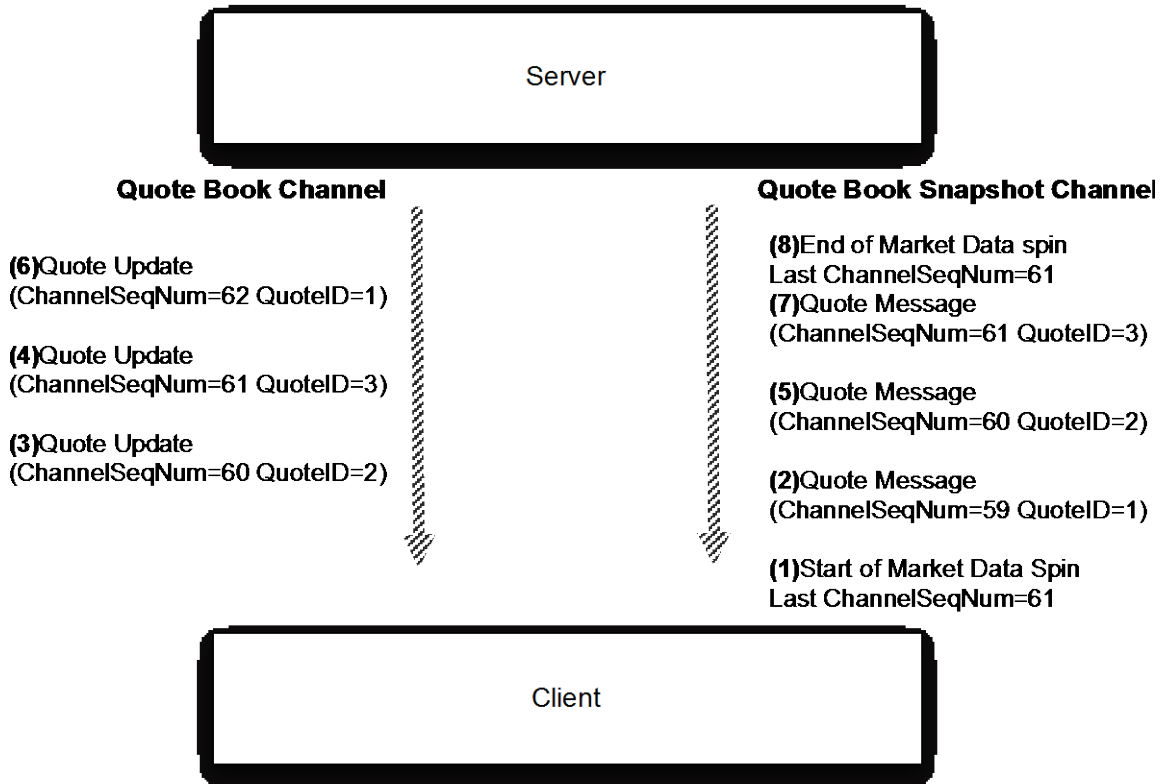 Server
Quote Book Channel
(6)Quote Update
(ChannelSeqNum=62 QuoteID=1)
(4)Quote Update
(ChannelSeqNum=61 QuoteID=3)
(3)Quote Update
(ChannelSeqNum=60 QuoteID=2)
Quote Book Snapshot Channel
(8)End of Market Data spin
Last ChannelSeqNum=61
(7)Quote Message
(ChannelSeqNum=61 QuoteID=3)
(5)Quote Message
(ChannelSeqNum=60 QuoteID=2)
(2)Quote Message
(ChannelSeqNum=59 QuoteID=1)
(1)Start of Market Data Spin
Last ChannelSeqNum=61
Client